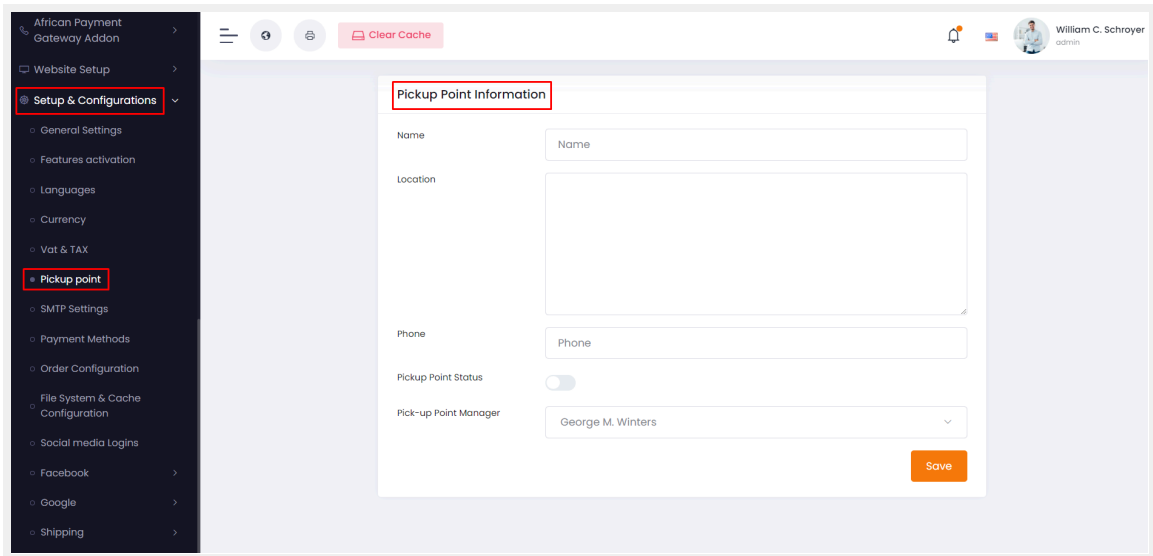 African Payment
Gateway Addon
Website Setup
Setup & Configurations
General Settings
Features activation
Languages
Currency
Vat & TAX
Pickup point
SMTP Settings
Payment Methods
Order Configuration
File System & Cache
Configuration
Social media Logins
Facebook
Google
Shipping
Clear Cache
William C. Schroyer
admin
Pickup Point Information
Name
Name
Location
Phone
Phone
Pickup Point Status
Pick-up Point Manager
George M. Winters
Save